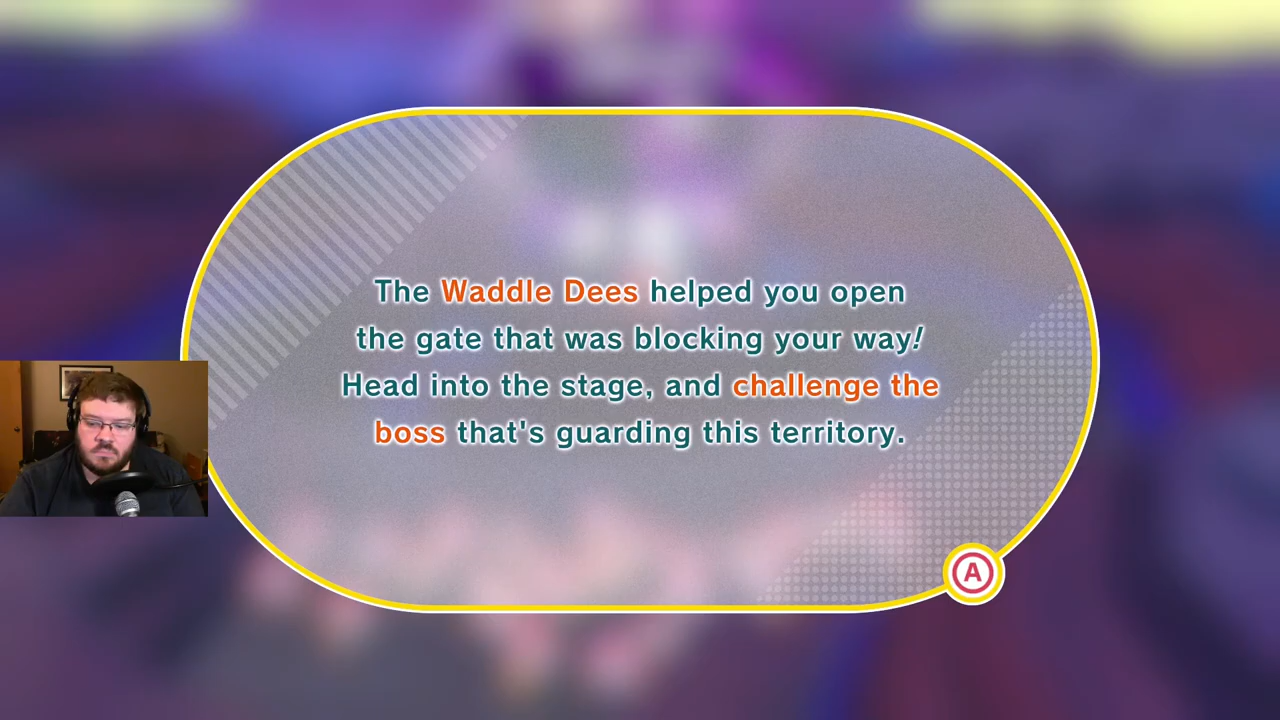 The Waddle Dees helped you open
the gate that was blocking your way!
Head into the stage, and challenge the
boss that's guarding this territory.
A